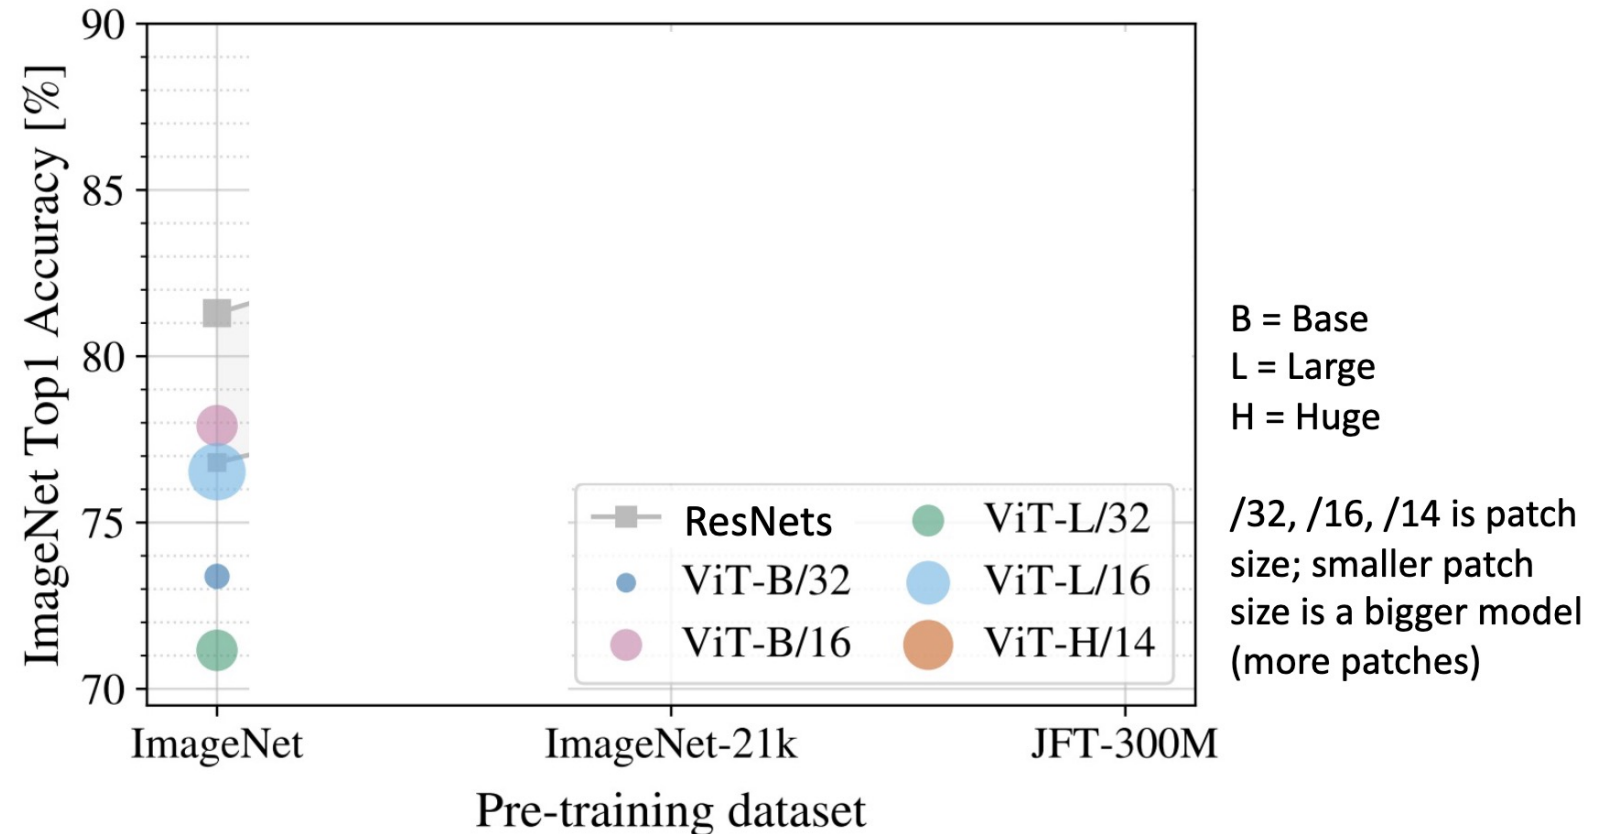 90
85
80
75
70
ImageNet Top1 Accuracy [%]
ResNets
ViT-B/32
ViT-B/16
ViT-L/32
ViT-L/16
ViT-H/14
ImageNet
ImageNet-21k
JFT-300M
Pre-training dataset
B = Base
L = Large
H = Huge
/32, /16, /14 is patch
size; smaller patch
size is a bigger model
(more patches)